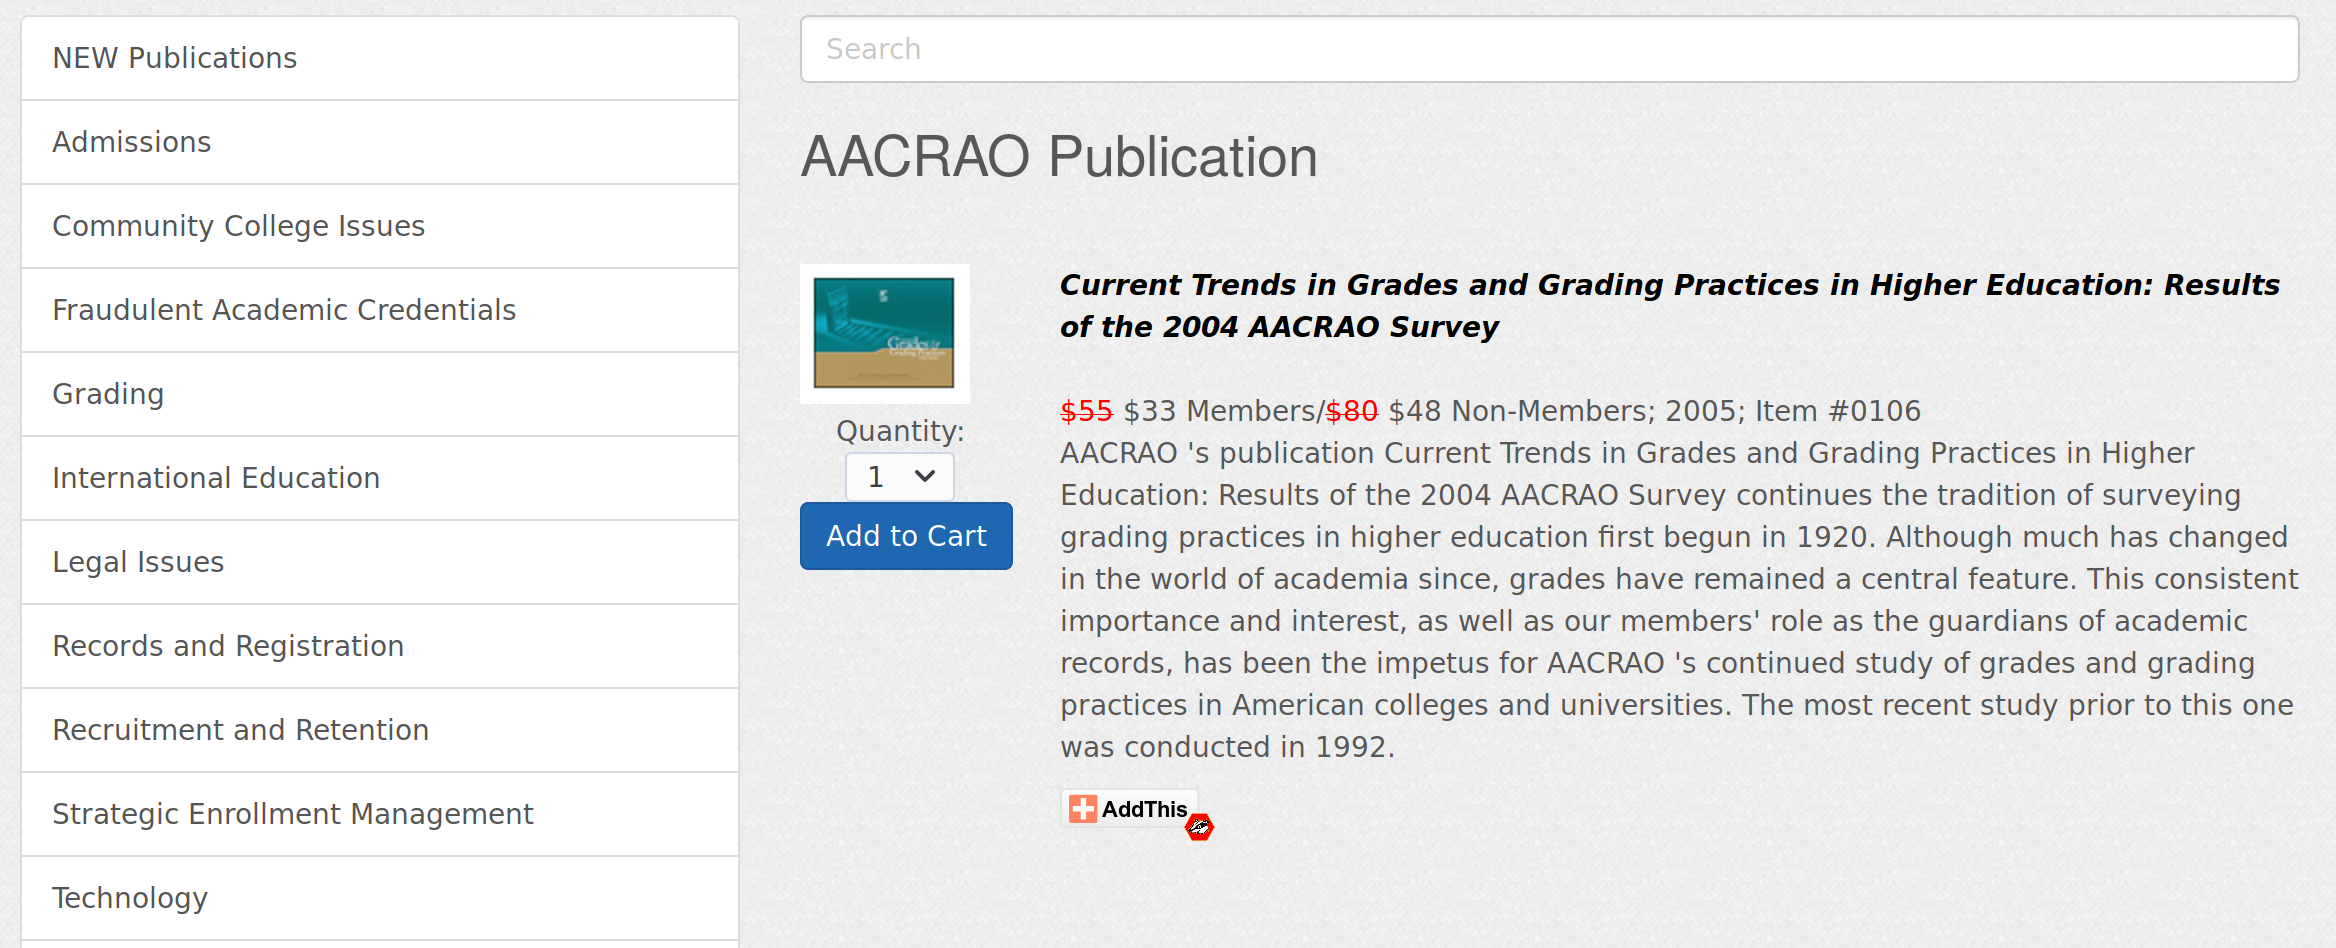 NEW Publications
Admissions
Community College Issues
Fraudulent Academic Credentials
Grading
International Education
Legal Issues
Records and Registration
Recruitment and Retention
Strategic Enrollment Management
Technology
Search
AACRAO Publication
Grades &
Grading Practices
Quantity:
1
Add to Cart
Current Trends in Grades and Grading Practices in Higher Education: Results
of the 2004 AACRAO Survey
$55 $33 Members/$80 $48 Non-Members; 2005; Item #0106
AACRAO 's publication Current Trends in Grades and Grading Practices in Higher
Education: Results of the 2004 AACRAO Survey continues the tradition of surveying
grading practices in higher education first begun in 1920. Although much has changed
in the world of academia since, grades have remained a central feature. This consistent
importance and interest, as well as our members' role as the guardians of academic
records, has been the impetus for AACRAO 's continued study of grades and grading
practices in American colleges and universities. The most recent study prior to this one
was conducted in 1992.
AddThis